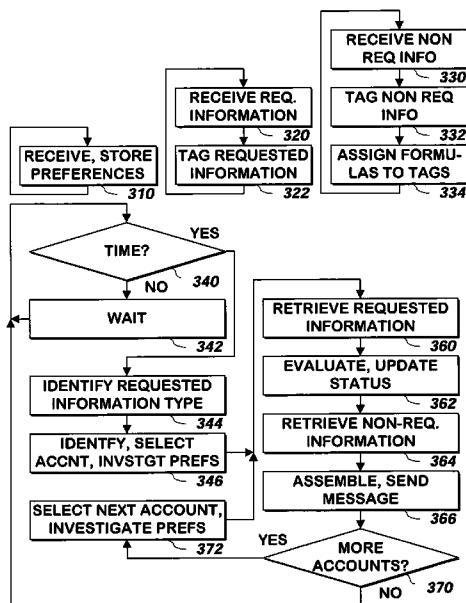 RECEIVE NON
REQ INFO
330
TAG NON REQ
INFO
332
ASSIGN FORMU-
LAS TO TAGS
334
RECEIVE REQ.
INFORMATION
320
TAG REQUESTED
INFORMATION
322
RECEIVE, STORE
PREFERENCES
310
TIME?
YES
340
NO
WAIT
342
IDENTIFY REQUESTED
INFORMATION TYPE
344
IDENTFY, SELECT
ACCNT, INVSTGT PREFS
346
SELECT NEXT ACCOUNT,
INVESTIGATE PREFS
372
RETRIEVE REQUESTED
INFORMATION
360
EVALUATE, UPDATE
STATUS
362
RETRIEVE NON-REQ.
INFORMATION
364
ASSEMBLE, SEND
MESSAGE
366
YES
MORE
ACCOUNTS?
370
NO